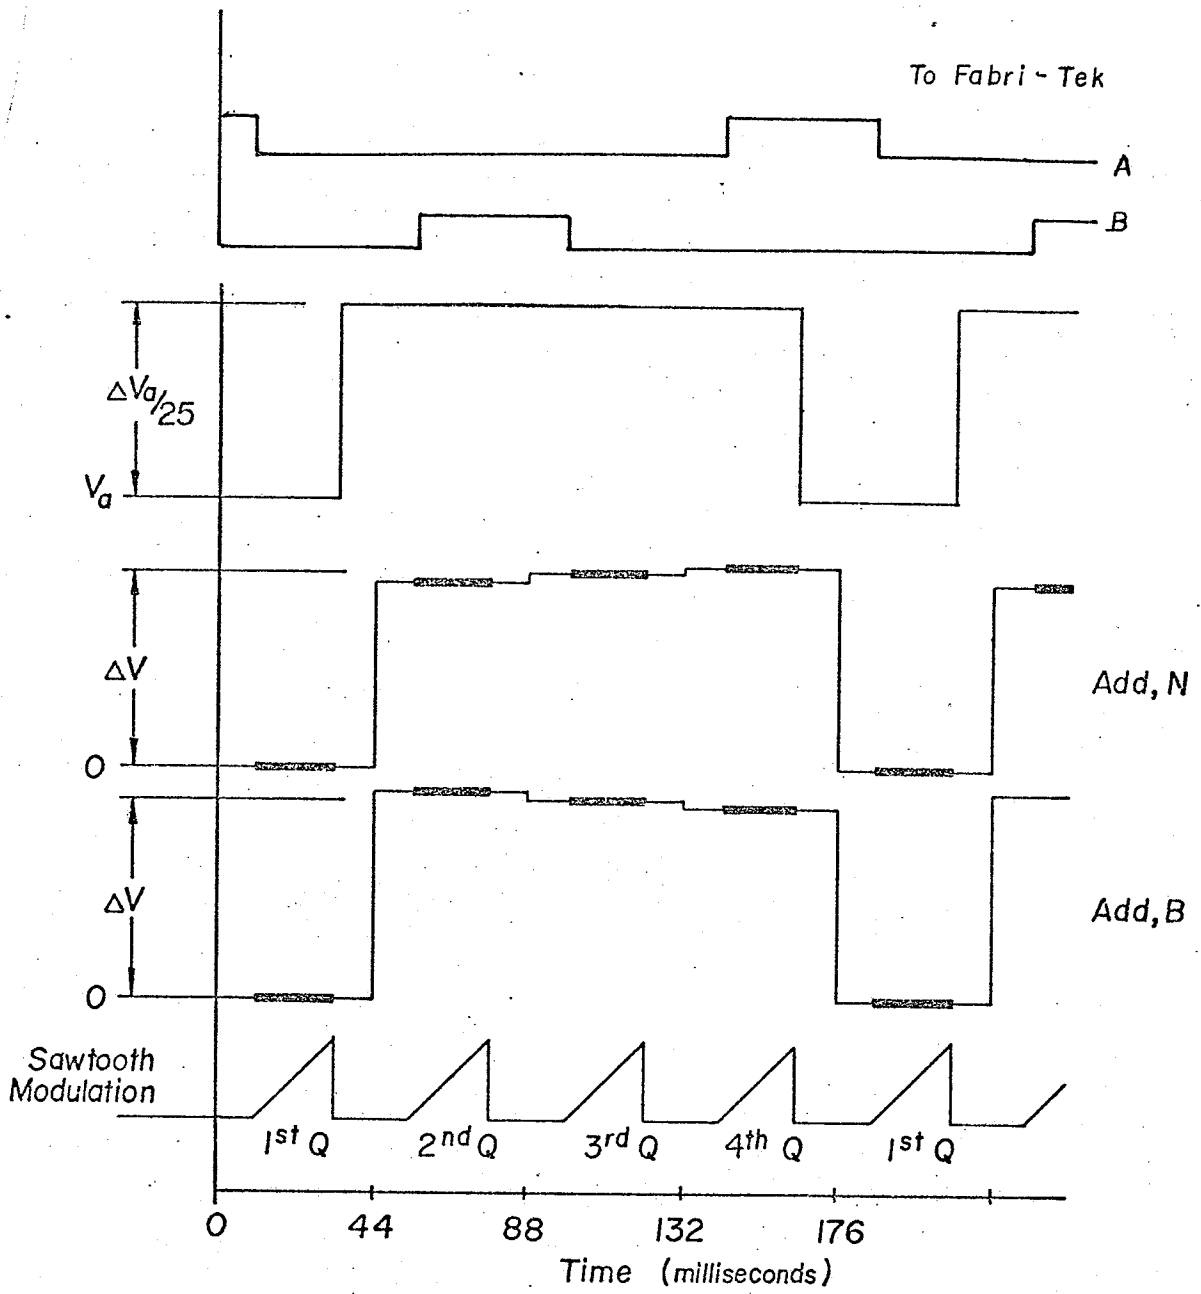 To Fabri-Tek
A
B
ΔVa/25
Va
ΔV
0
Add, N
ΔV
0
Add, B
Sawtooth
Modulation
1st Q
2nd Q
3rd Q
4th Q
1st Q
0
44
88
132
176
Time (milliseconds)